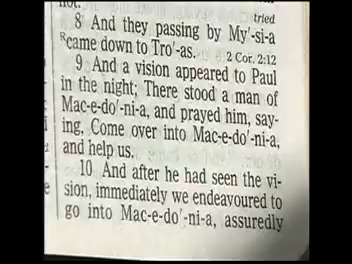 not.
tried
8 And they passing by My´-si-a
R came down to Tro´-as. 2 Cor. 2:12
9 And a vision appeared to Paul
in the night; There stood a man of
Mac-e-do´-ni-a, and prayed him, say-
ing, Come over into Mac-e-do´-ni-a,
and help us.
10 And after he had seen the vi-
sion, immediately we endeavoured to
go into Mac-e-do´-ni-a, assuredly